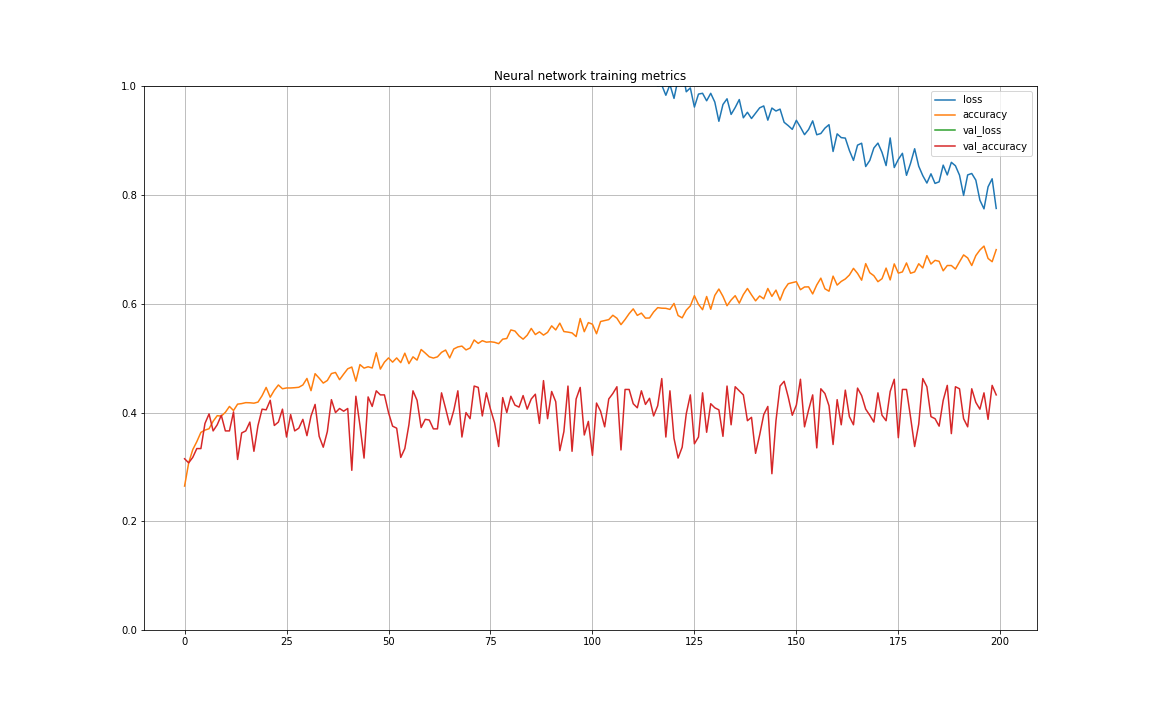 Neural network training metrics
1.0
loss
accuracy
val_loss
val_accuracy
0.8
0.6
0.4
0.2
0.0
0 25 50 75 100 125 150 175 200